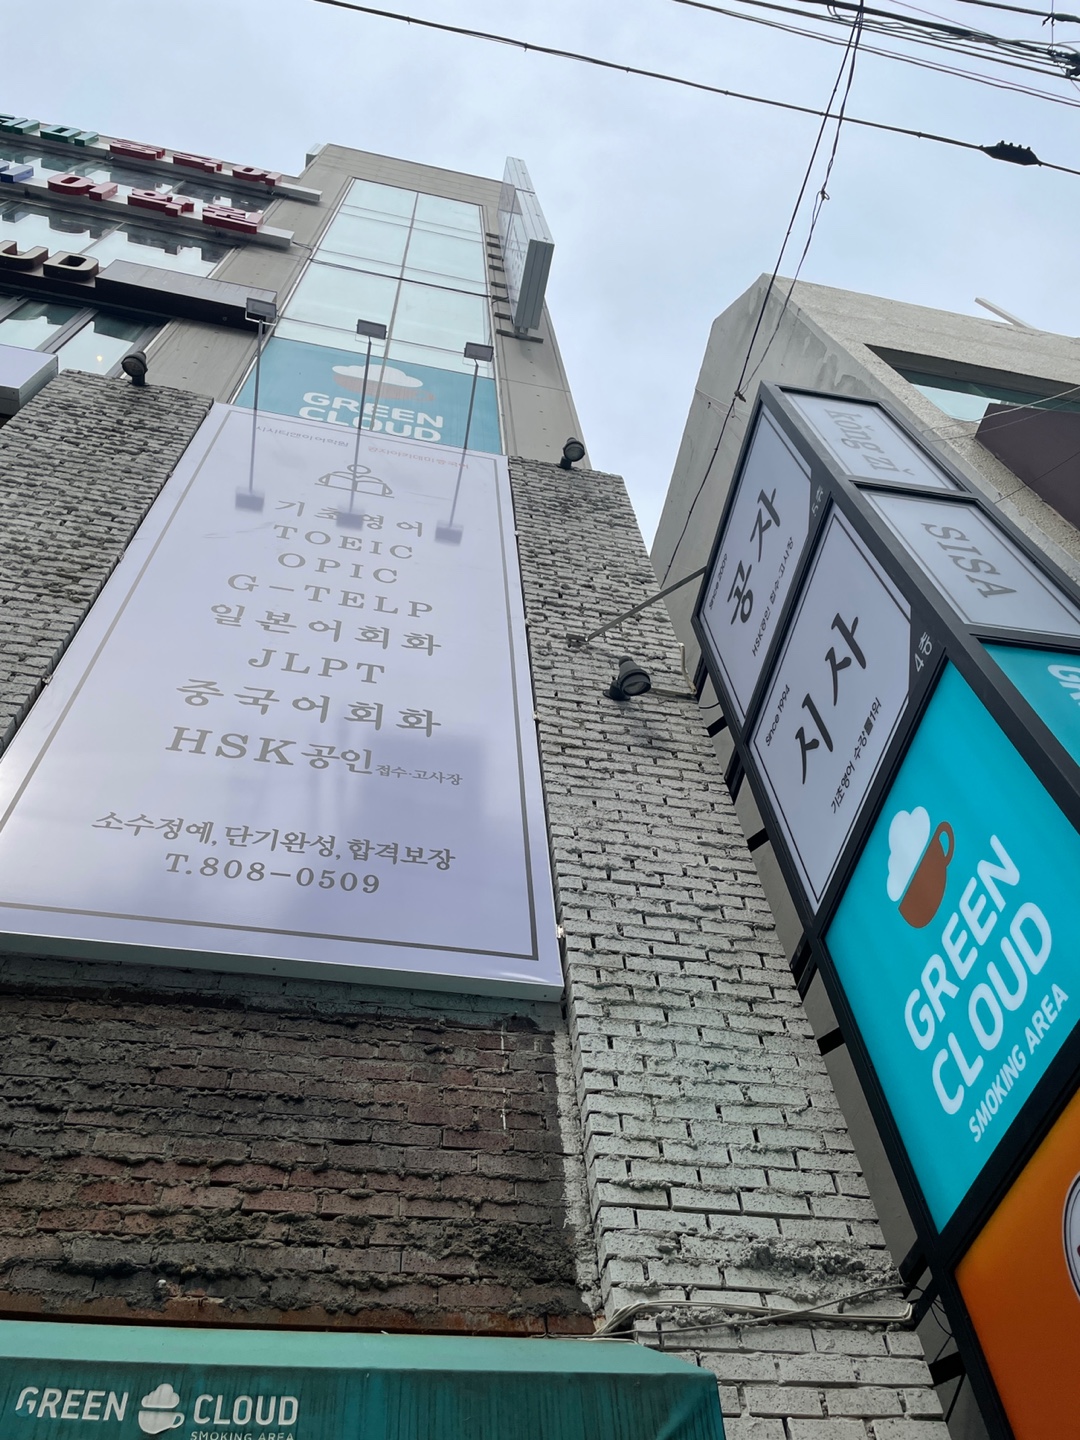 어학원
UD
GREEN
CLOUD
기초영어
TOEIC
OPIC
G-TELP
일본어회화
JLPT
중국어회화
HSK공인 접수·고사장
소수정예, 단기완성, 합격보장
T.808-0509
SISA
공자
HSK공인 접수·고사장
4층
Since 1994
시사
기초영어 수강률1위
GREEN
CLOUD
SMOKING AREA
GREEN CLOUD
SMOKING AREA